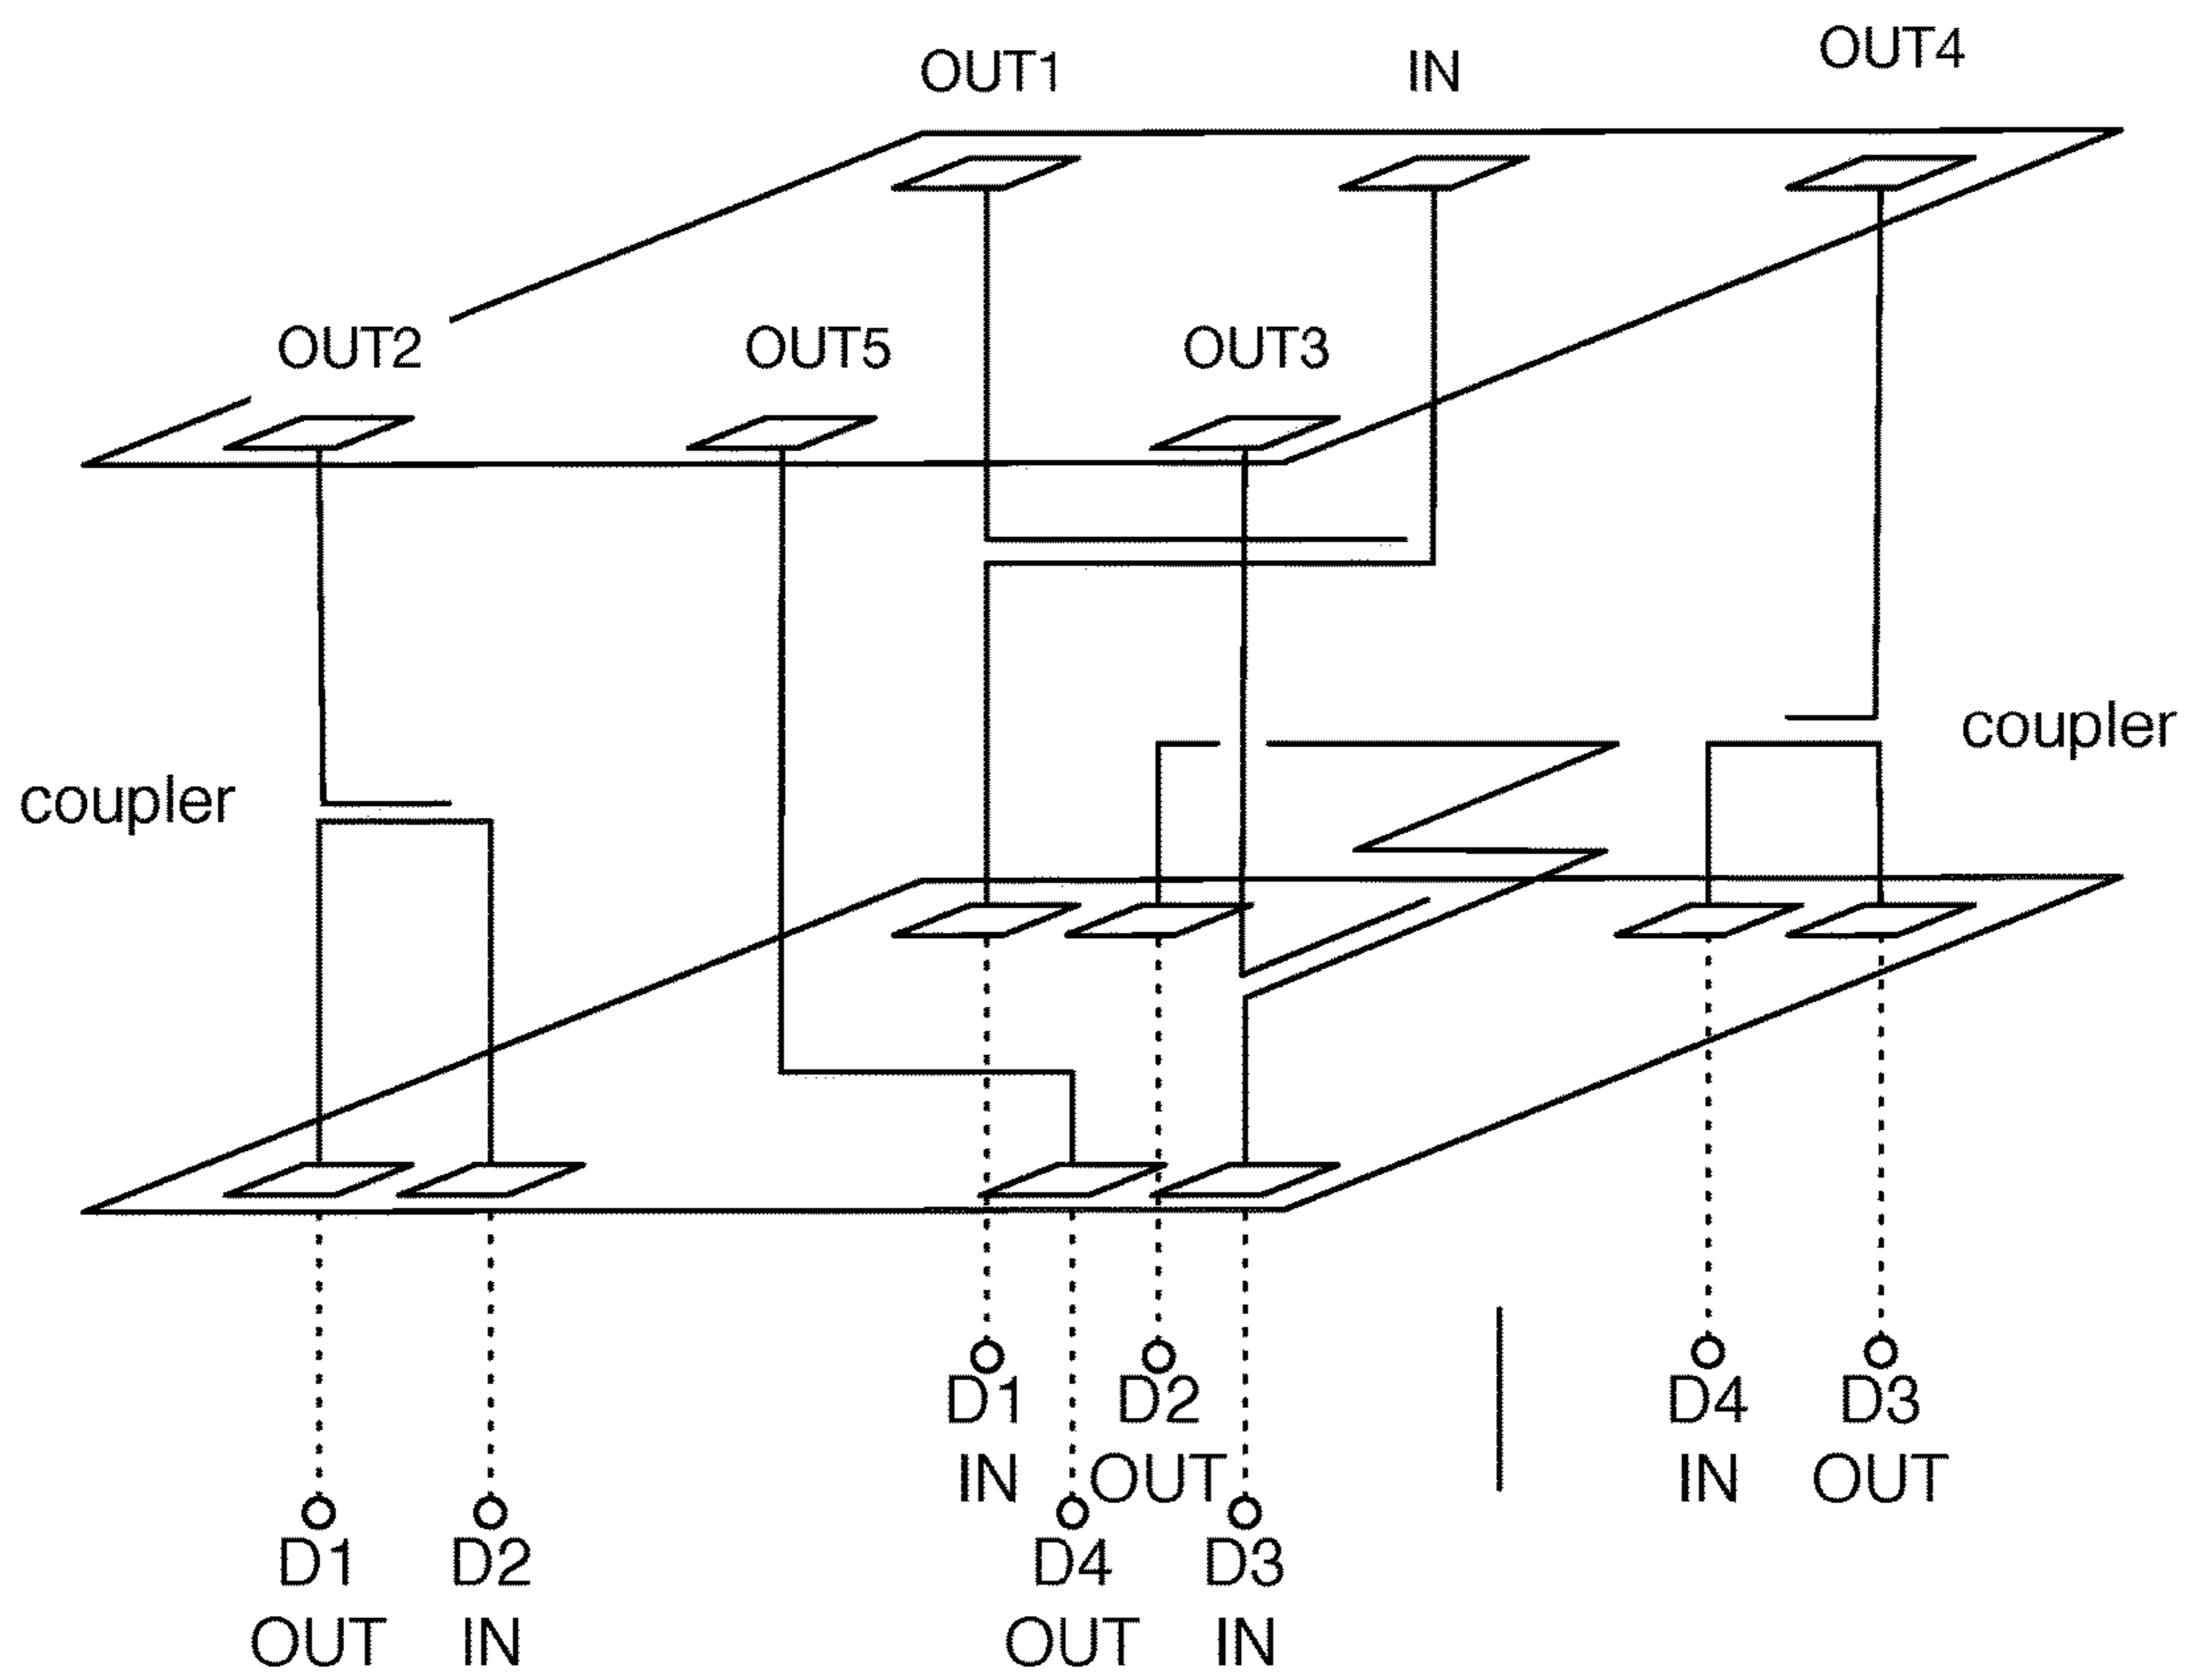 OUT1 IN OUT4
OUT2 OUT5 OUT3
coupler
coupler
D1 D2 D4 D3
IN OUT IN OUT
D1 D2 D4 D3
OUT IN OUT IN